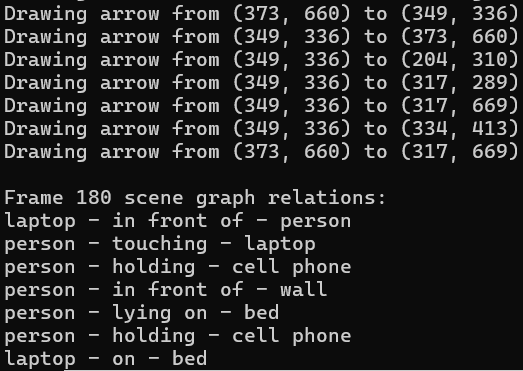 Drawing arrow from (373, 660) to (349, 336)
Drawing arrow from (349, 336) to (373, 660)
Drawing arrow from (349, 336) to (204, 310)
Drawing arrow from (349, 336) to (317, 289)
Drawing arrow from (349, 336) to (317, 669)
Drawing arrow from (349, 336) to (334, 413)
Drawing arrow from (373, 660) to (317, 669)
Frame 180 scene graph relations:
laptop - in front of - person
person - touching - laptop
person - holding - cell phone
person - in front of - wall
person - lying on - bed
person - holding - cell phone
laptop - on - bed